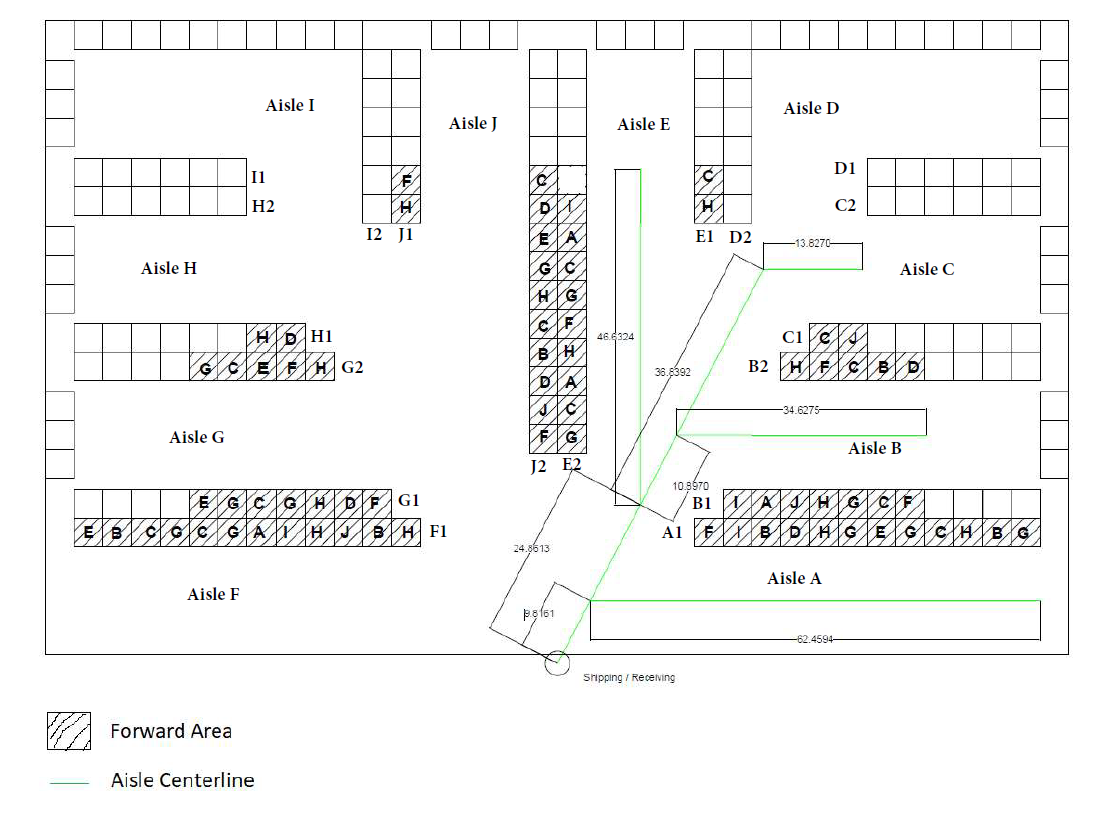 Aisle I
Aisle J
Aisle E
Aisle D
I1
H2
F
H
C
D
E
G
H
C
B
D
J
F
I
A
C
G
F
H
A
C
G
C
H
D1
C2
I2 J1
E1 D2
13.8270
Aisle H
Aisle C
46.6324
36.8392
H D H1
G C E F H G2
C1 C J
B2 H F C B D
34.6275
Aisle G
Aisle B
J2 E2
10.8970
E G C G H D F G1
E B C G C G A I H J B H F1
B1 I A J H G C F
A1 F I B D H G E G C H B G
24.8613
Aisle F
Aisle A
9.8161
62.4594
Shipping / Receiving
Forward Area
Aisle Centerline